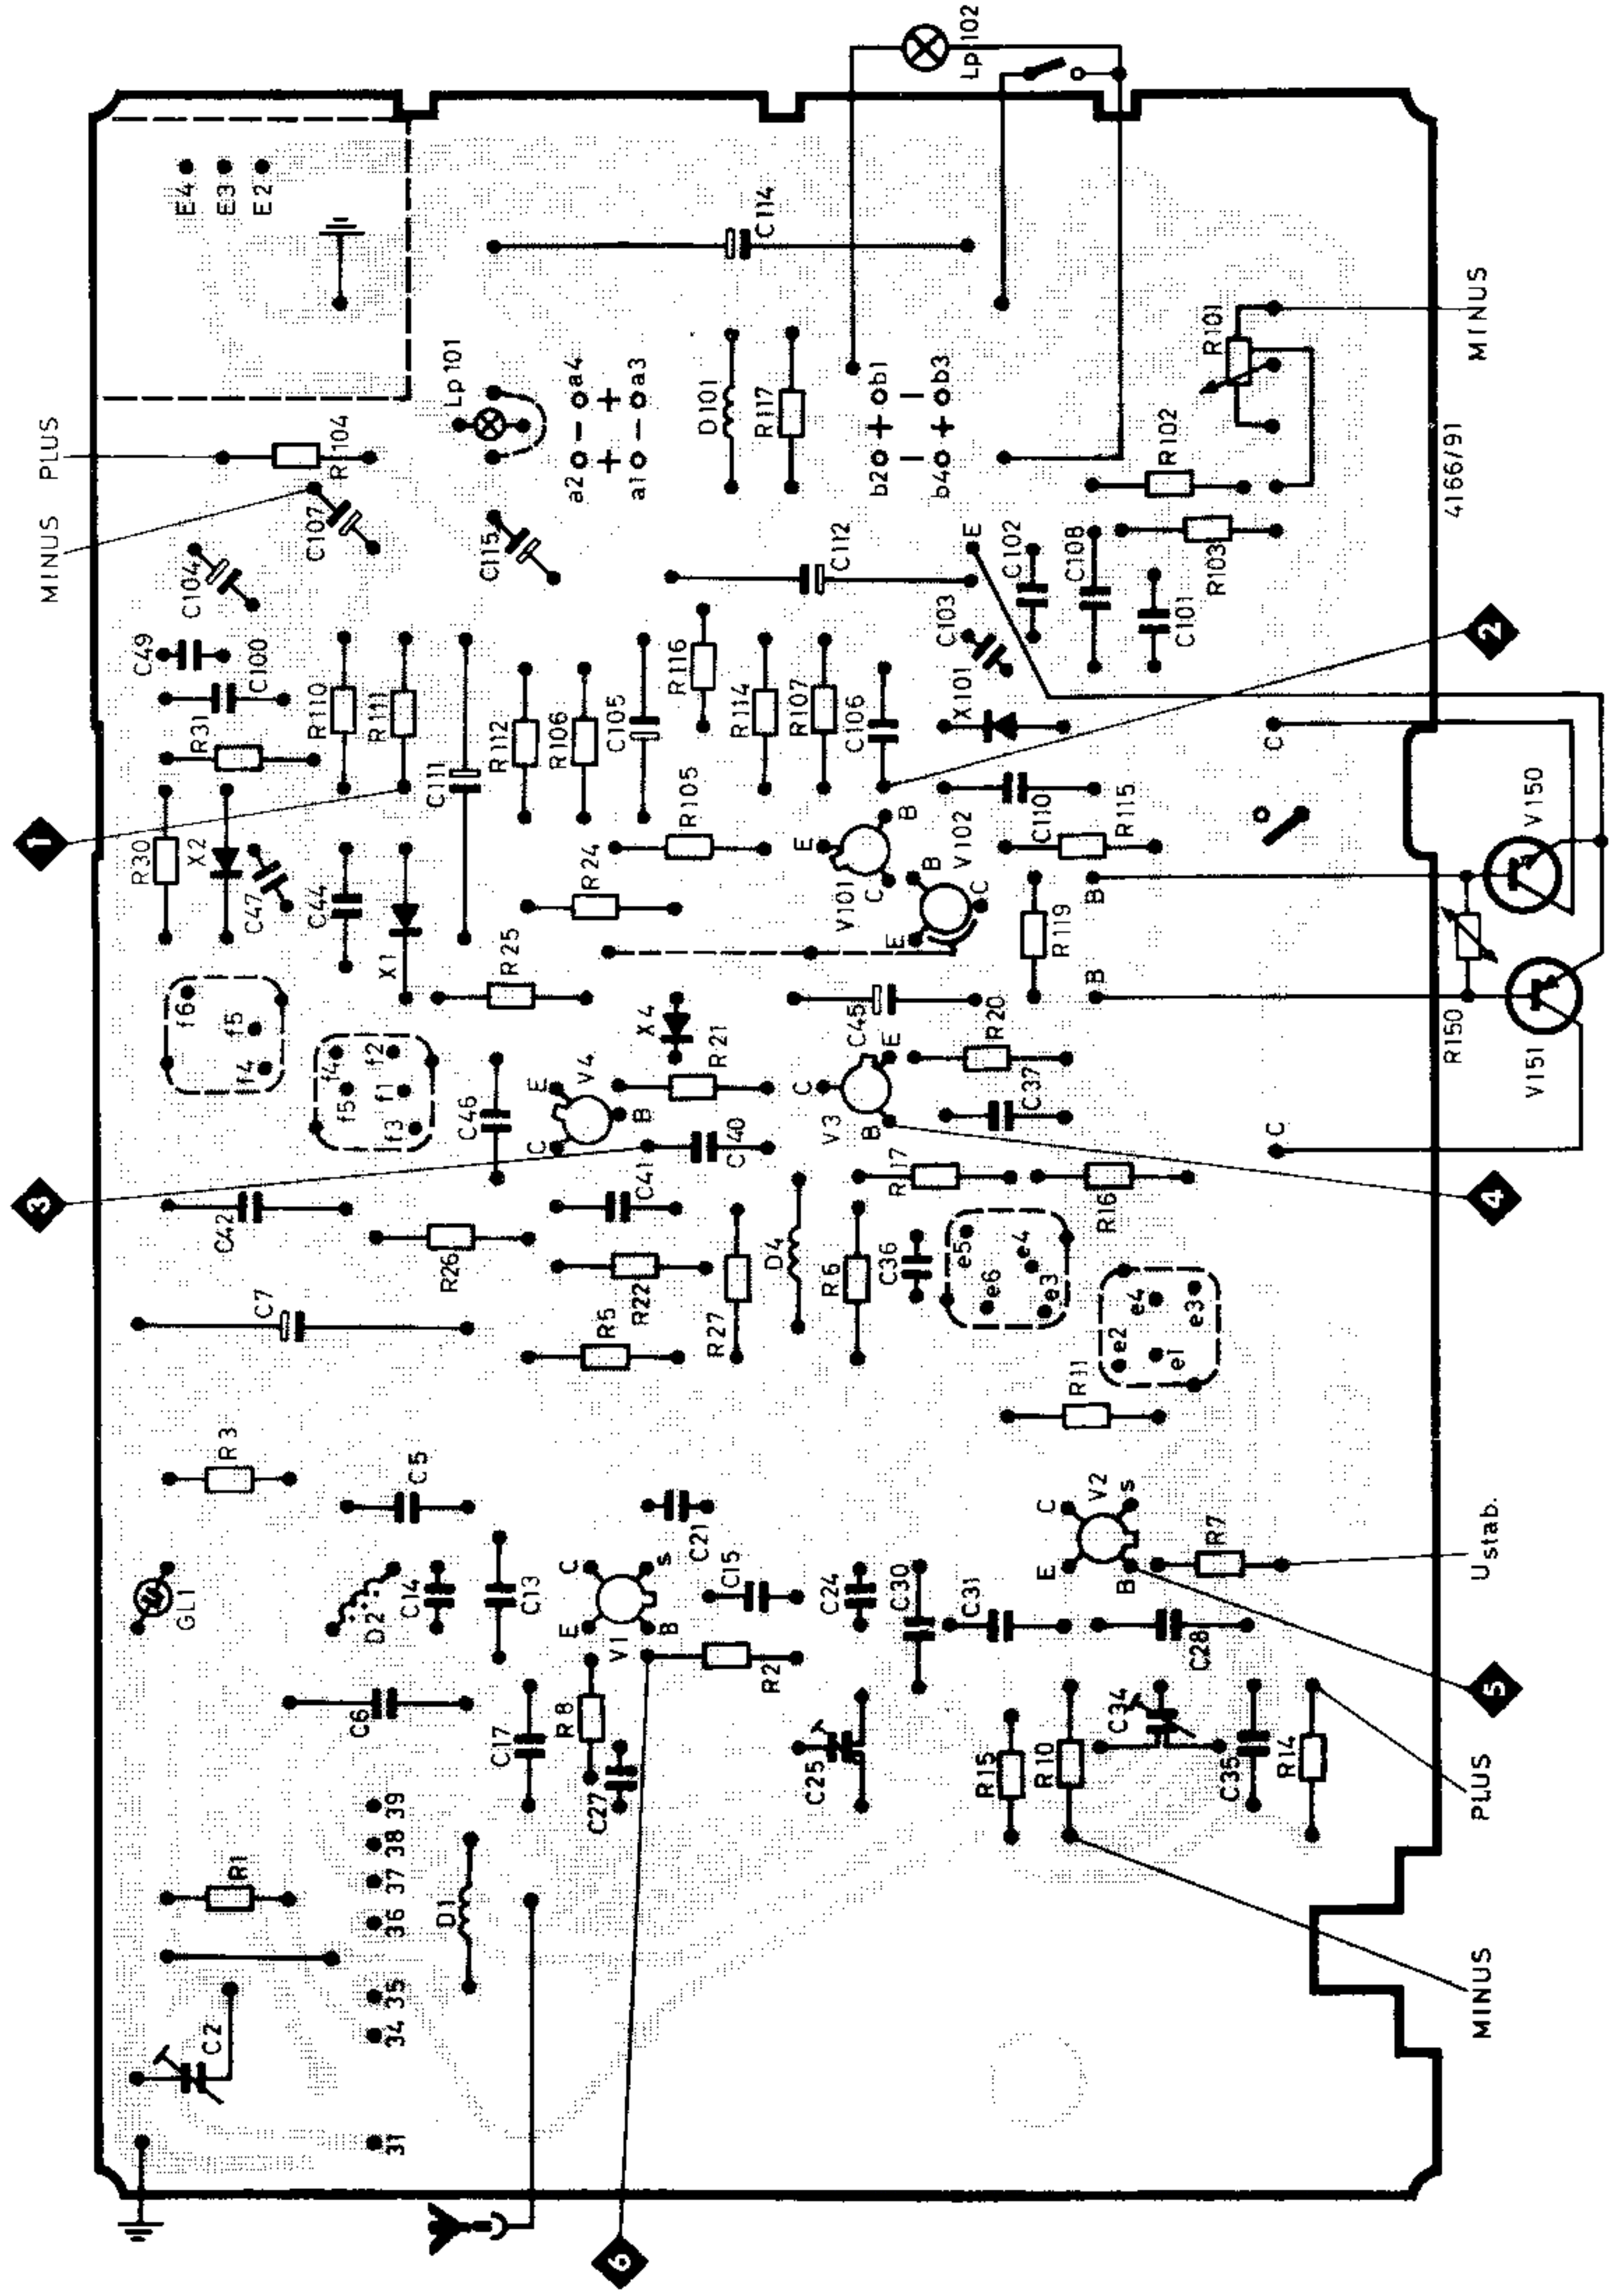 MINUS PLUS
1
3
6
C2
R1
GL1
R3
C7
C42
f6
f5
f4
R30
X2
C47
R31
C49
C100
C104
C107
R104
E4
E3
E2
31
34
35
36
37
38
39
C6
D2
C14
C5
R26
f4
f2
f5
f1
f3
C44
X1
R110
R111
C111
Lp 101
D1
C17
C13
C46
R25
R112
C115
a2 − a4
+ +
a1 − a3
R8
C27
E
C
V1
B
s
C21
R5
R22
C41
C
E
V4
B
C40
X4
R21
R24
R106
C105
R105
R116
D101
C114
R2
C15
R27
D4
R114
R107
R117
C25
C24
C30
R6
C36
V3
C
B
E
C45
V101
E
C
B
C106
C112
b2 + b1
− −
b4 + b3
Lp 102
R15
C31
R17
e5
e6
e4
e3
C37
R20
E
B
C
V102
X101
C103
C102
E
R10
E
C
V2
B
s
R11
e2
e4
e1
e3
R16
R119
C110
R115
C108
C101
C34
C28
R7
B
B
R103
R102
R101
C35
R14
C
C
MINUS
PLUS
5
U stab.
4
R150
V151
V150
2
4166/91
MINUS